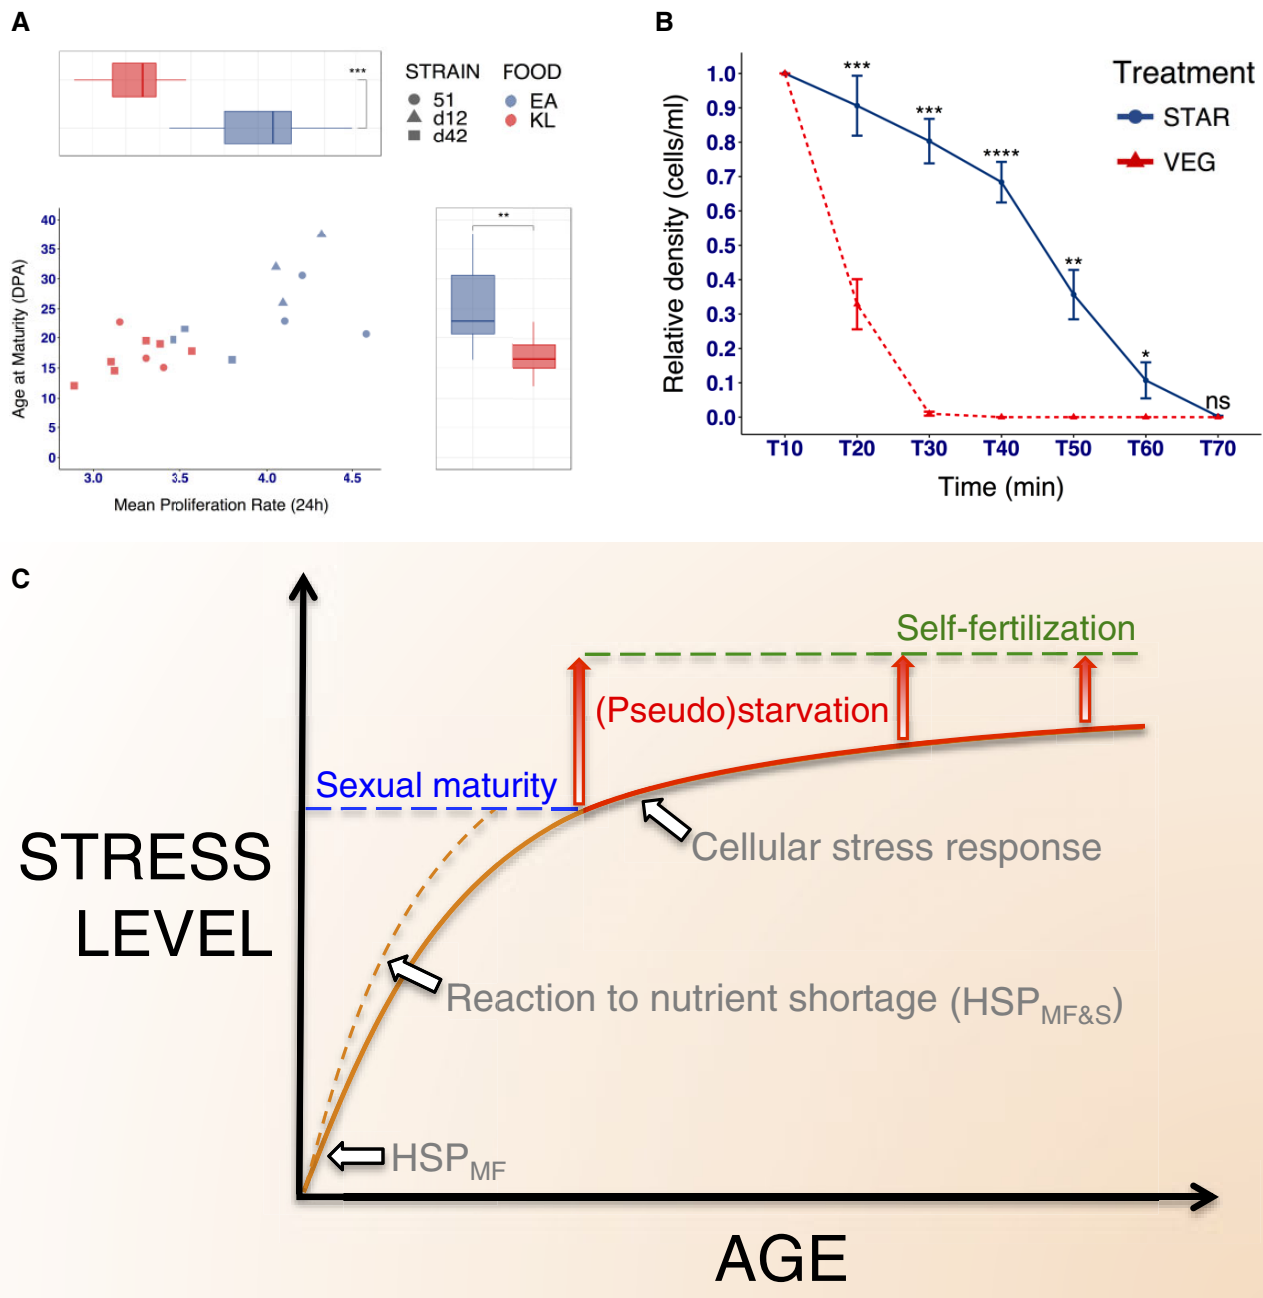 A
***
STRAIN
51
d12
d42
FOOD
EA
KL
Age at Maturity (DPA)
40
35
30
25
20
15
10
5
0
3.0
3.5
4.0
4.5
Mean Proliferation Rate (24h)
**
B
Relative density (cells/ml)
1.0
0.9
0.8
0.7
0.6
0.5
0.4
0.3
0.2
0.1
0.0
***
***
****
**
*
ns
T10
T20
T30
T40
T50
T60
T70
Time (min)
Treatment
STAR
VEG
C
Self-fertilization
(Pseudo)starvation
Sexual maturity
Cellular stress response
STRESS
LEVEL
Reaction to nutrient shortage (HSPMF&S)
HSPMF
AGE